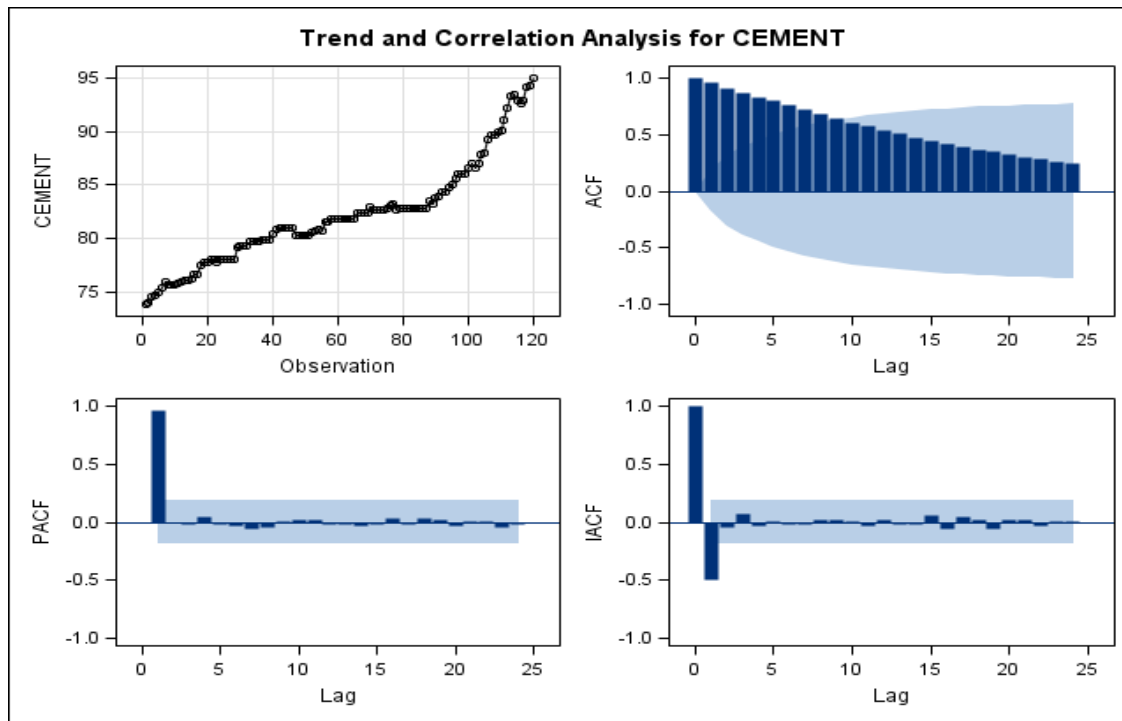 Trend and Correlation Analysis for CEMENT
95
90
85
80
75
CEMENT
0 20 40 60 80 100 120
Observation
1.0
0.5
0.0
-0.5
-1.0
ACF
0 5 10 15 20 25
Lag
1.0
0.5
0.0
-0.5
-1.0
PACF
0 5 10 15 20 25
Lag
1.0
0.5
0.0
-0.5
-1.0
IACF
0 5 10 15 20 25
Lag